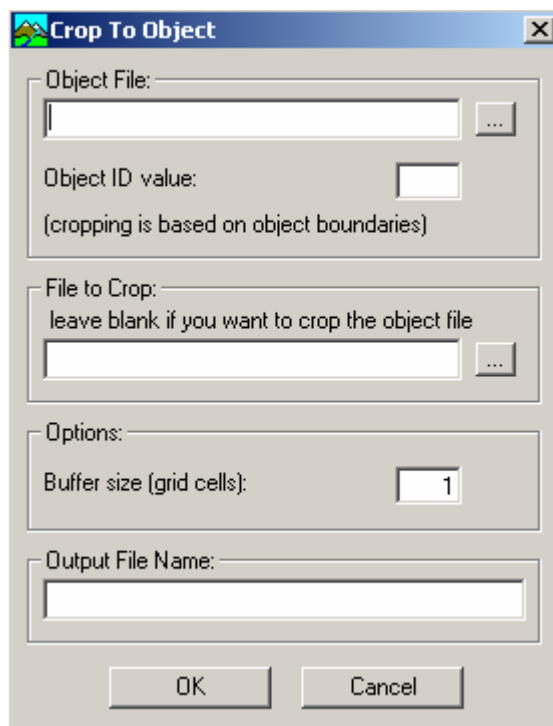 Crop To Object
Object File:
...
Object ID value:
(cropping is based on object boundaries)
File to Crop:
leave blank if you want to crop the object file
...
Options:
Buffer size (grid cells): 1
Output File Name:
OK Cancel